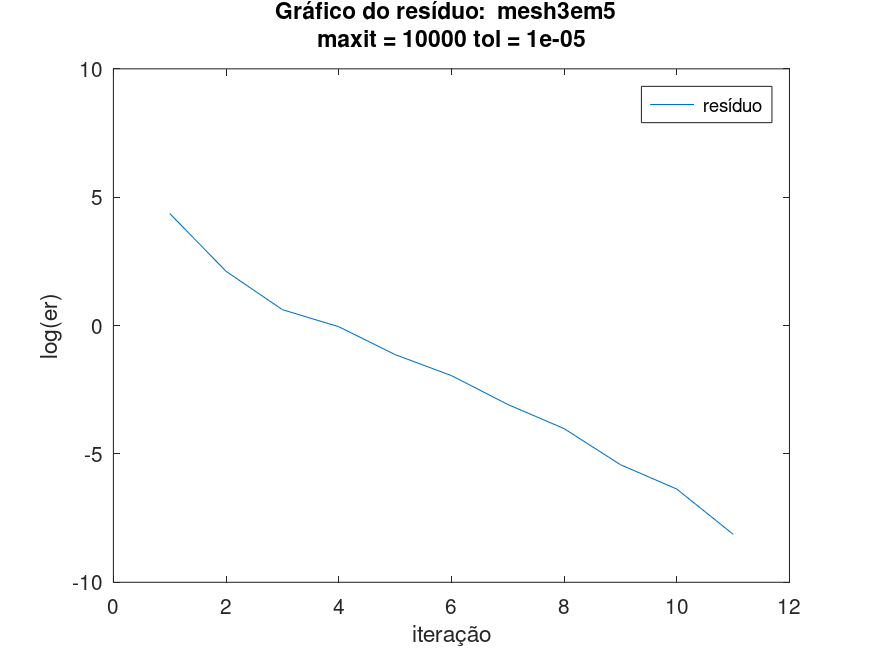 Gráfico do resíduo:  mesh3em5
maxit = 10000 tol = 1e-05
10
resíduo
5
log(er)
0
-5
-10
0 2 4 6 8 10 12
iteração